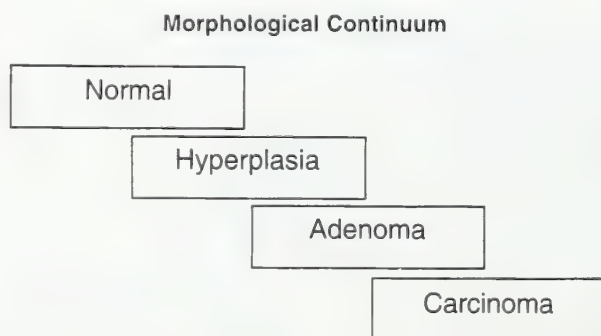 Morphological Continuum
Normal
Hyperplasia
Adenoma
Carcinoma